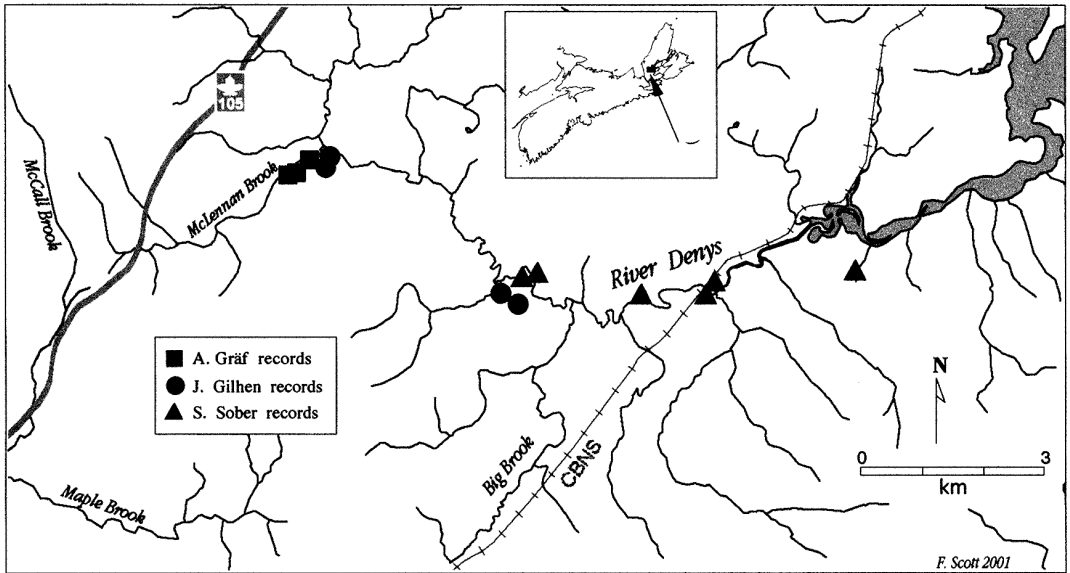 105
McCall Brook
McLennan Brook
River Denys
A. Gräf records
J. Gilhen records
S. Sober records
N
0 3
km
Big Brook
CBNS
Maple Brook
F. Scott 2001